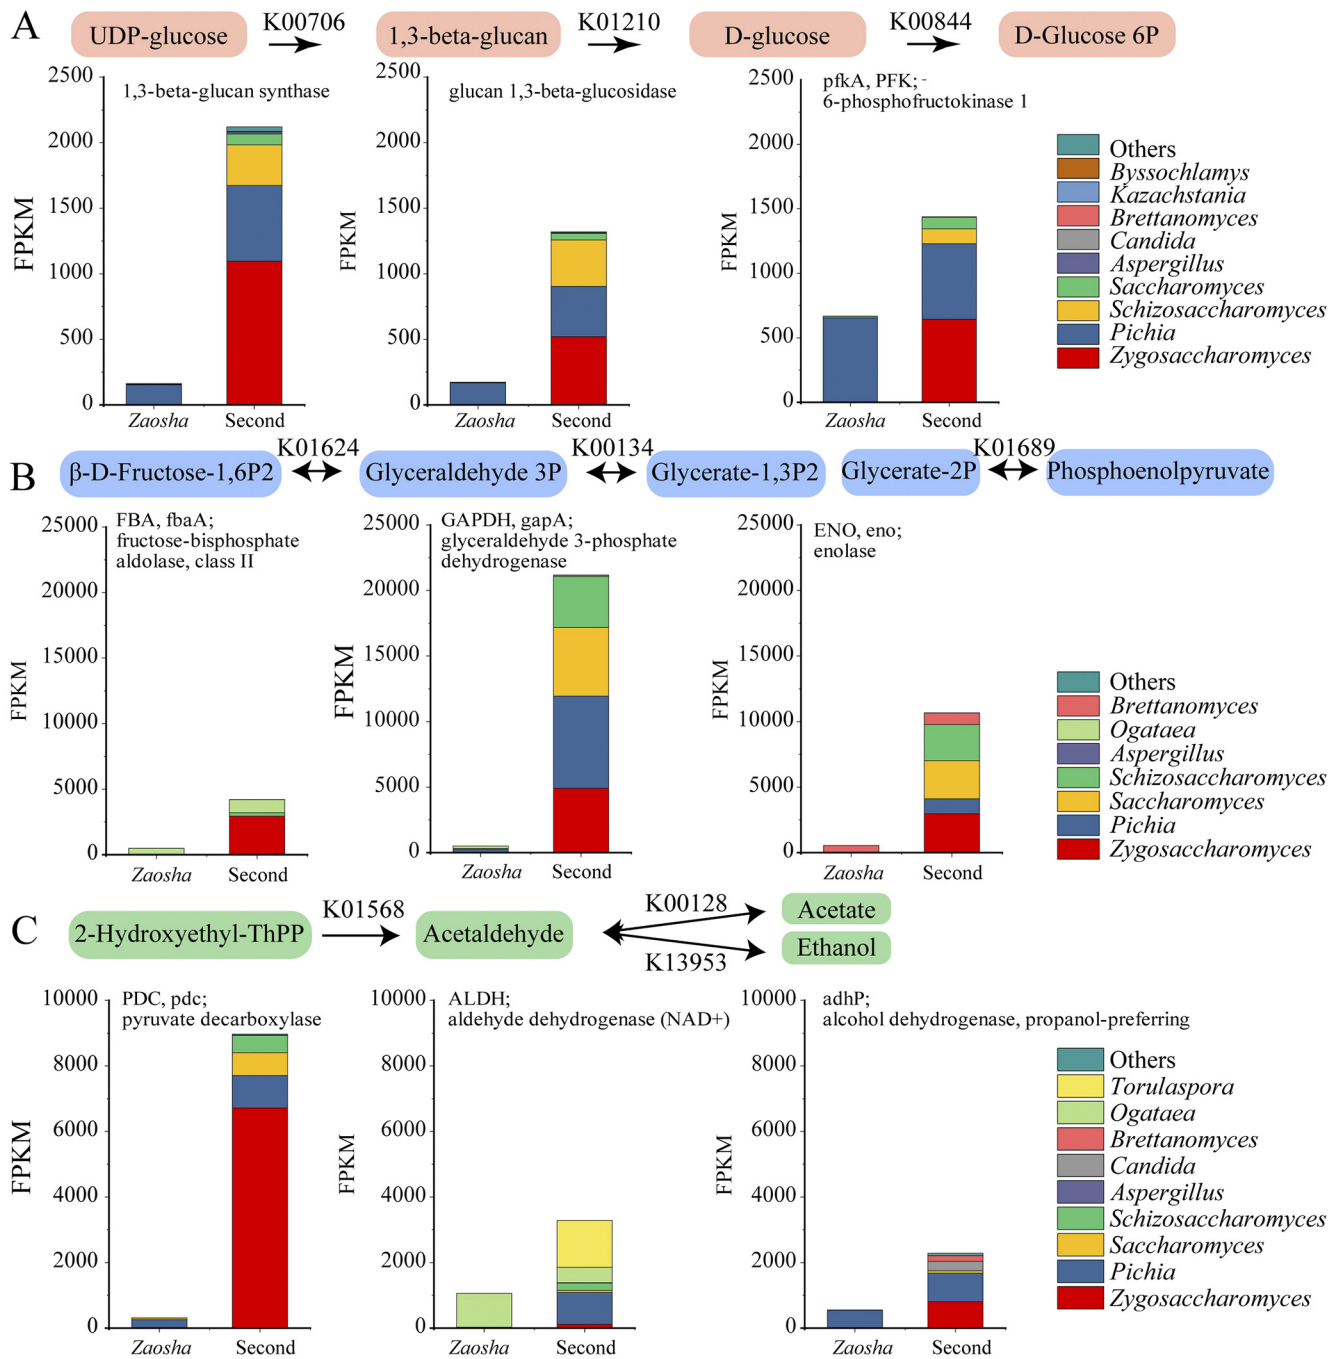 A
UDP-glucose
K00706
1,3-beta-glucan
K01210
D-glucose
K00844
D-Glucose 6P
1,3-beta-glucan synthase
FPKM
2500
2000
1500
1000
500
0
Zaosha
Second
glucan 1,3-beta-glucosidase
FPKM
2500
2000
1500
1000
500
0
Zaosha
Second
pfkA, PFK; -
6-phosphofructokinase 1
FPKM
2500
2000
1500
1000
500
0
Zaosha
Second
Others
Byssochlamys
Kazachstania
Brettanomyces
Candida
Aspergillus
Saccharomyces
Schizosaccharomyces
Pichia
Zygosaccharomyces
B
β-D-Fructose-1,6P2
K01624
Glyceraldehyde 3P
K00134
Glycerate-1,3P2
Glycerate-2P
K01689
Phosphoenolpyruvate
FBA, fbaA;
fructose-bisphosphate
aldolase, class II
FPKM
25000
20000
15000
10000
5000
0
Zaosha
Second
GAPDH, gapA;
glyceraldehyde 3-phosphate
dehydrogenase
FPKM
25000
20000
15000
10000
5000
0
Zaosha
Second
ENO, eno;
enolase
FPKM
25000
20000
15000
10000
5000
0
Zaosha
Second
Others
Brettanomyces
Ogataea
Aspergillus
Schizosaccharomyces
Saccharomyces
Pichia
Zygosaccharomyces
C
2-Hydroxyethyl-ThPP
K01568
Acetaldehyde
K00128
Acetate
K13953
Ethanol
PDC, pdc;
pyruvate decarboxylase
FPKM
10000
8000
6000
4000
2000
0
Zaosha
Second
ALDH;
aldehyde dehydrogenase (NAD+)
FPKM
10000
8000
6000
4000
2000
0
Zaosha
Second
adhP;
alcohol dehydrogenase, propanol-preferring
FPKM
10000
8000
6000
4000
2000
0
Zaosha
Second
Others
Torulaspora
Ogataea
Brettanomyces
Candida
Aspergillus
Schizosaccharomyces
Saccharomyces
Pichia
Zygosaccharomyces